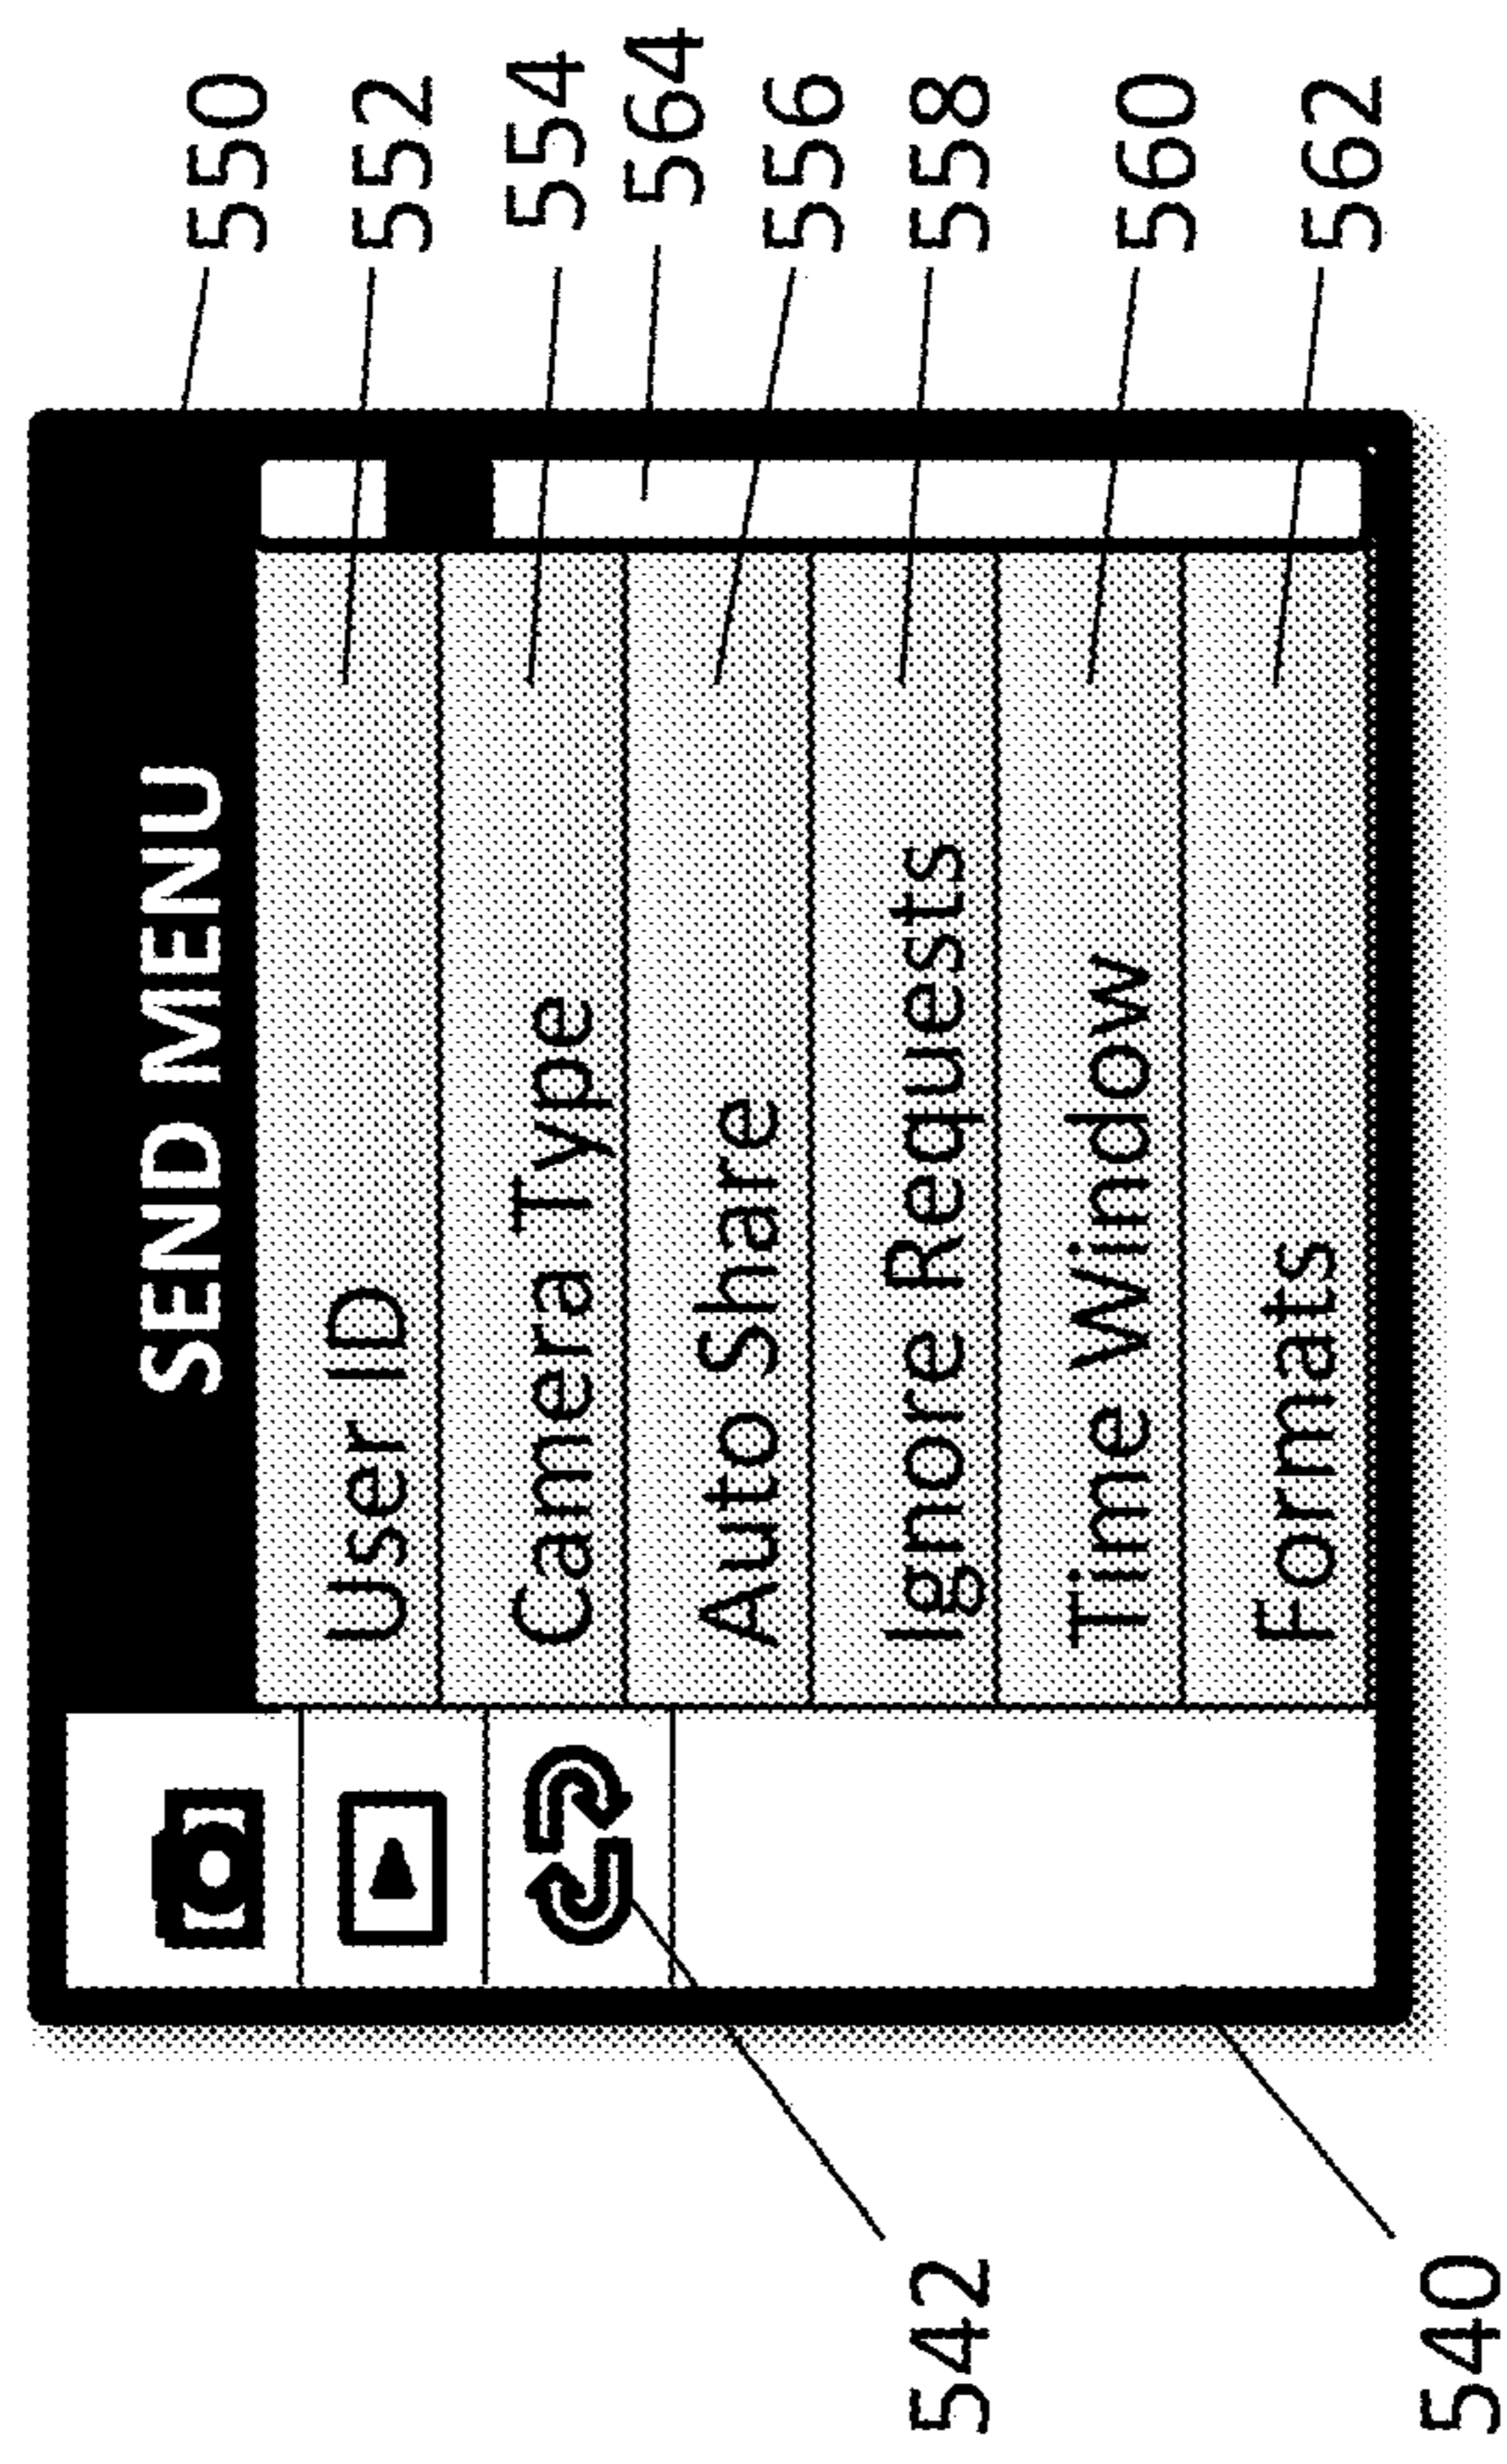 SEND MENU
User ID
Camera Type
Auto Share
Ignore Requests
Time Window
Formats
550
552
554
564
556
558
560
562
542
540